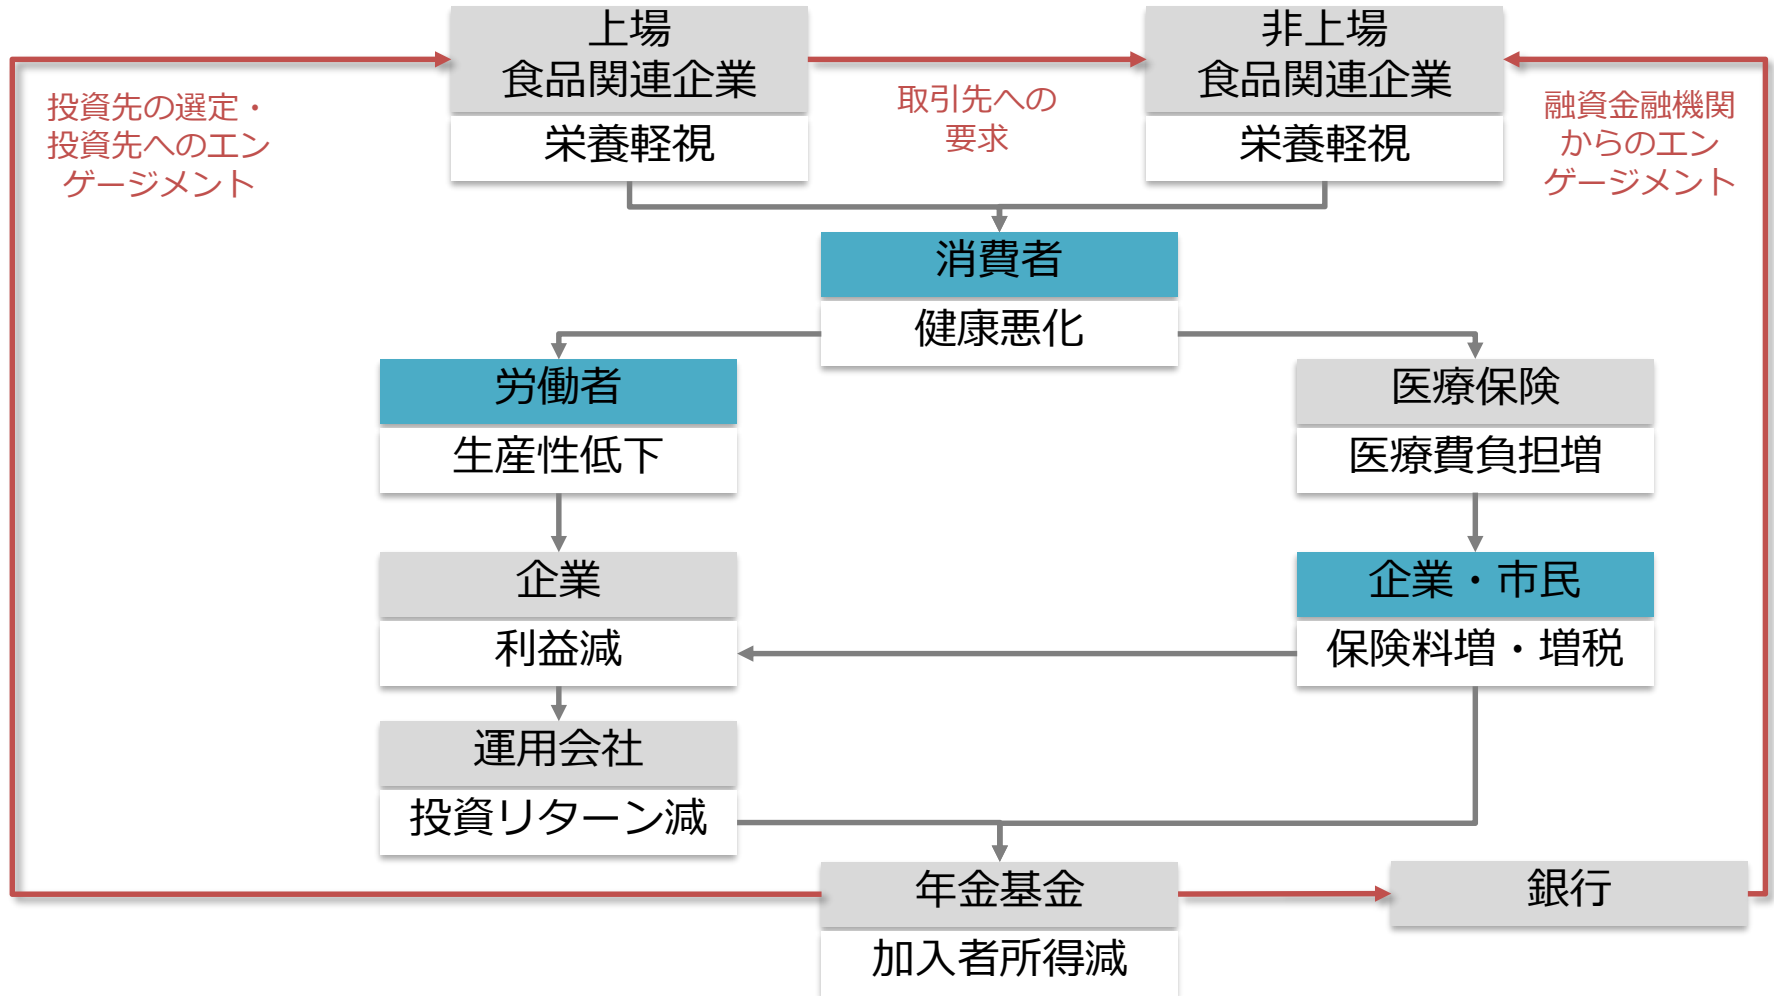 上場
食品関連企業
栄養軽視
非上場
食品関連企業
栄養軽視
投資先の選定・
投資先へのエン
ゲージメント
取引先への
要求
融資金融機関
からのエン
ゲージメント
消費者
健康悪化
労働者
生産性低下
医療保険
医療費負担増
企業
利益減
企業・市民
保険料増・増税
運用会社
投資リターン減
年金基金
加入者所得減
銀行